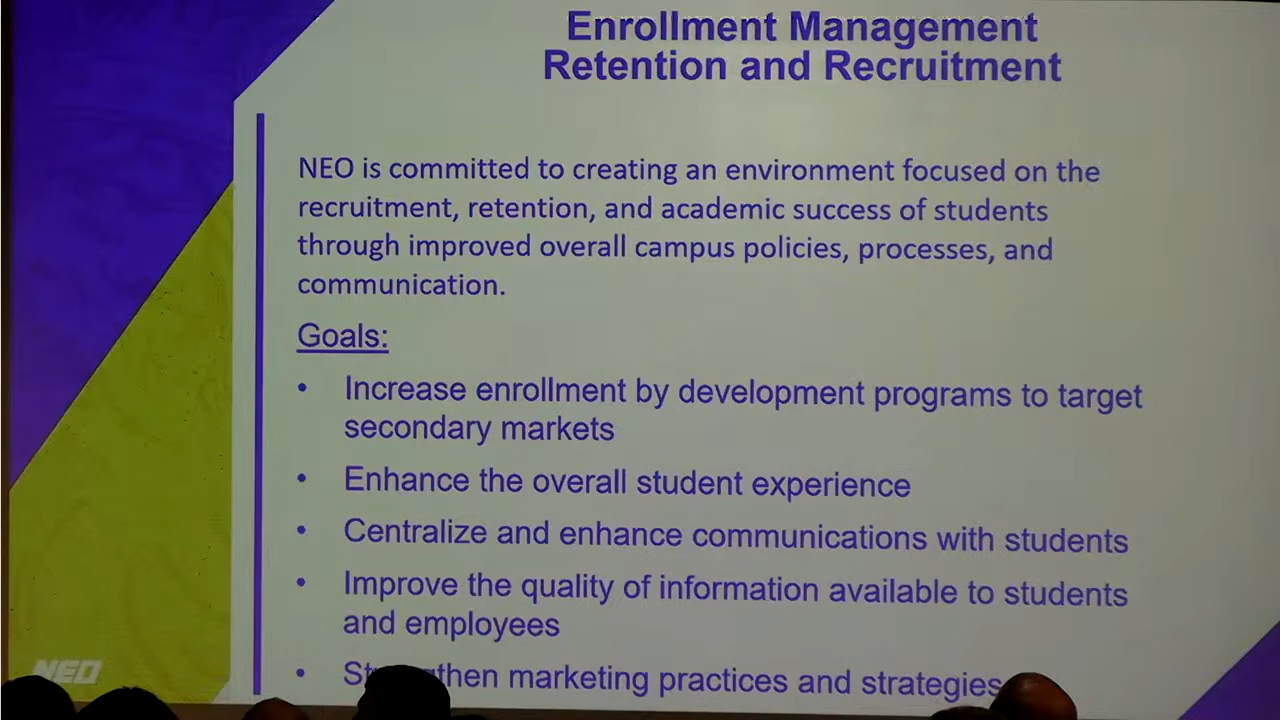 Enrollment Management
Retention and Recruitment
NEO is committed to creating an environment focused on the
recruitment, retention, and academic success of students
through improved overall campus policies, processes, and
communication.
Goals:
• Increase enrollment by development programs to target
secondary markets
• Enhance the overall student experience
• Centralize and enhance communications with students
• Improve the quality of information available to students
and employees
• marketing practices and strategies
NEO